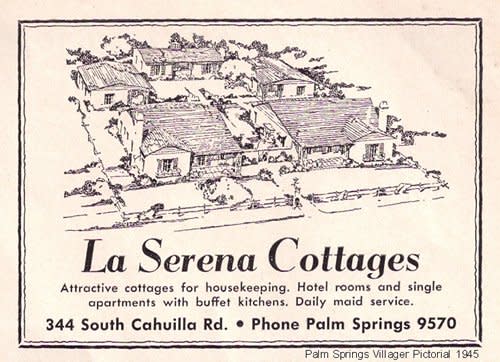 La Serena Cottages
Attractive cottages for housekeeping. Hotel rooms and single
apartments with buffet kitchens. Daily maid service.
344 South Cahuilla Rd. • Phone Palm Springs 9570
Palm Springs Villager Pictorial 1945